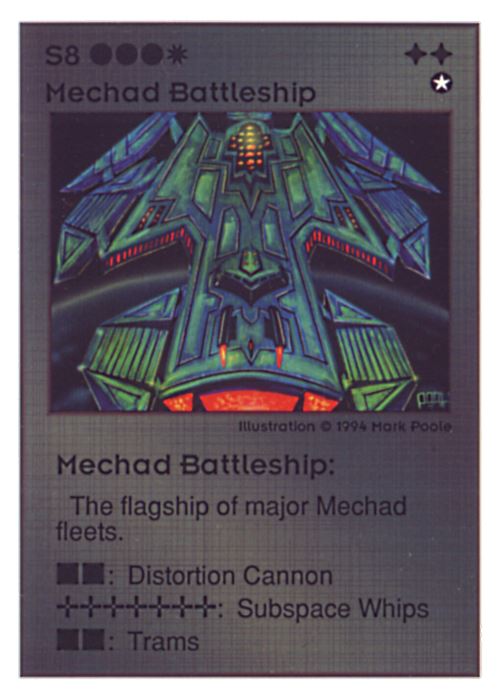 S8
Mechad Battleship
Illustration © 1994 Mark Poole
Mechad Battleship:
The flagship of major Mechad
fleets.
: Distortion Cannon
: Subspace Whips
: Trams